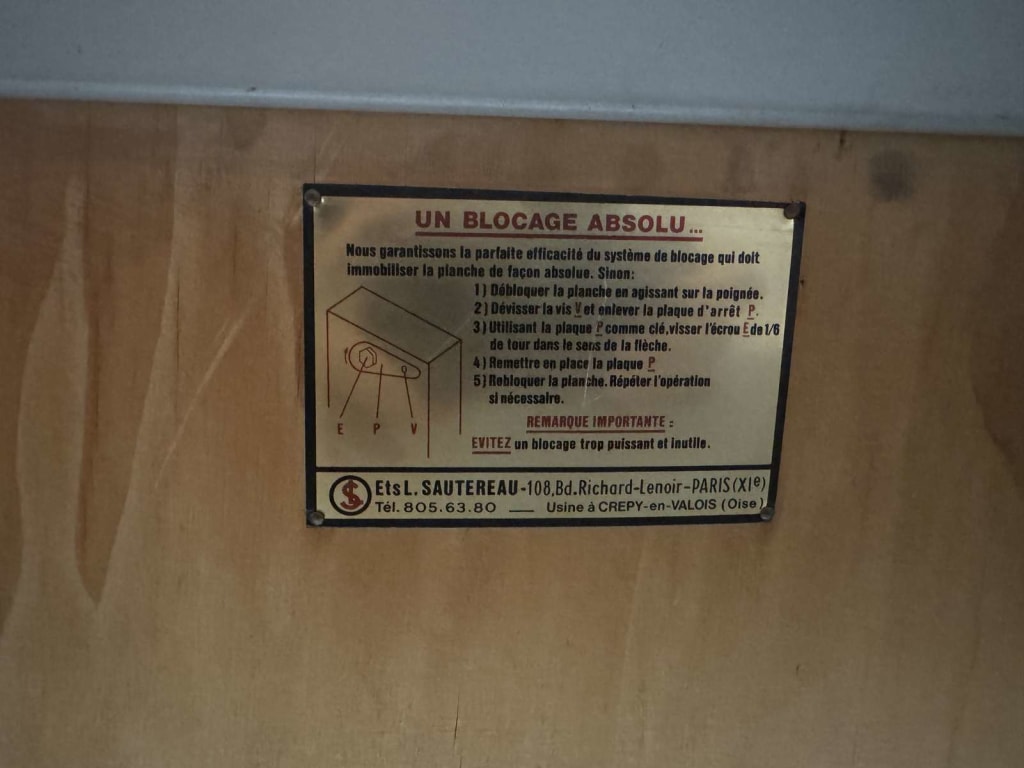 UN BLOCAGE ABSOLU...
Nous garantissons la parfaite efficacité du système de blocage qui doit
immobiliser la planche de façon absolue. Sinon:
1) Débloquer la planche en agissant sur la poignée.
2) Dévisser la vis V et enlever la plaque d'arrêt P.
3) Utilisant la plaque P comme clé,visser l'écrou E de 1/6
de tour dans le sens de la flèche.
4) Remettre en place la plaque P
5) Rebloquer la planche. Répéter l'opération
si nécessaire.
E P V
REMARQUE IMPORTANTE :
EVITEZ un blocage trop puissant et inutile.
Ets L. SAUTEREAU-108,Bd.Richard-Lenoir-PARIS(XIe)
Tél. 805.63.80 __ Usine à CREPY-en-VALOIS (Oise)